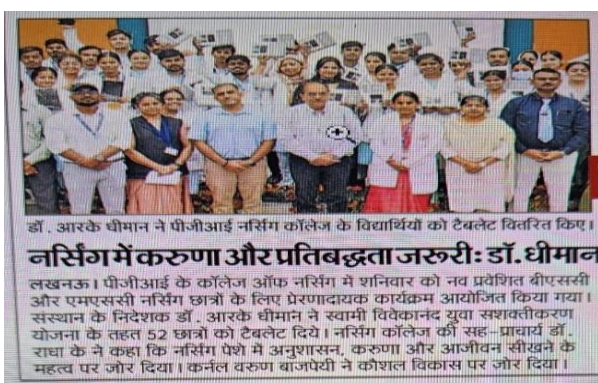 डॉ. आरके धीमान ने पीजीआई नर्सिंग कॉलेज के विद्यार्थियों को टैबलेट वितरित किए।
नर्सिंग में करुणा और प्रतिबद्धता जरूरी: डॉ. धीमान
लखनऊ। पीजीआई के कॉलेज ऑफ नर्सिंग में शनिवार को नव प्रवेशित बीएससी
और एमएससी नर्सिंग छात्रों के लिए प्रेरणादायक कार्यक्रम आयोजित किया गया।
संस्थान के निदेशक डॉ. आरके धीमान ने स्वामी विवेकानंद युवा सशक्तीकरण
योजना के तहत 52 छात्रों को टैबलेट दिये। नर्सिंग कॉलेज की सह-प्राचार्य डॉ.
राधा के ने कहा कि नर्सिंग पेशे में अनुशासन, करुणा और आजीवन सीखने के
महत्व पर जोर दिया। कर्नल वरुण बाजपेयी ने कौशल विकास पर जोर दिया।